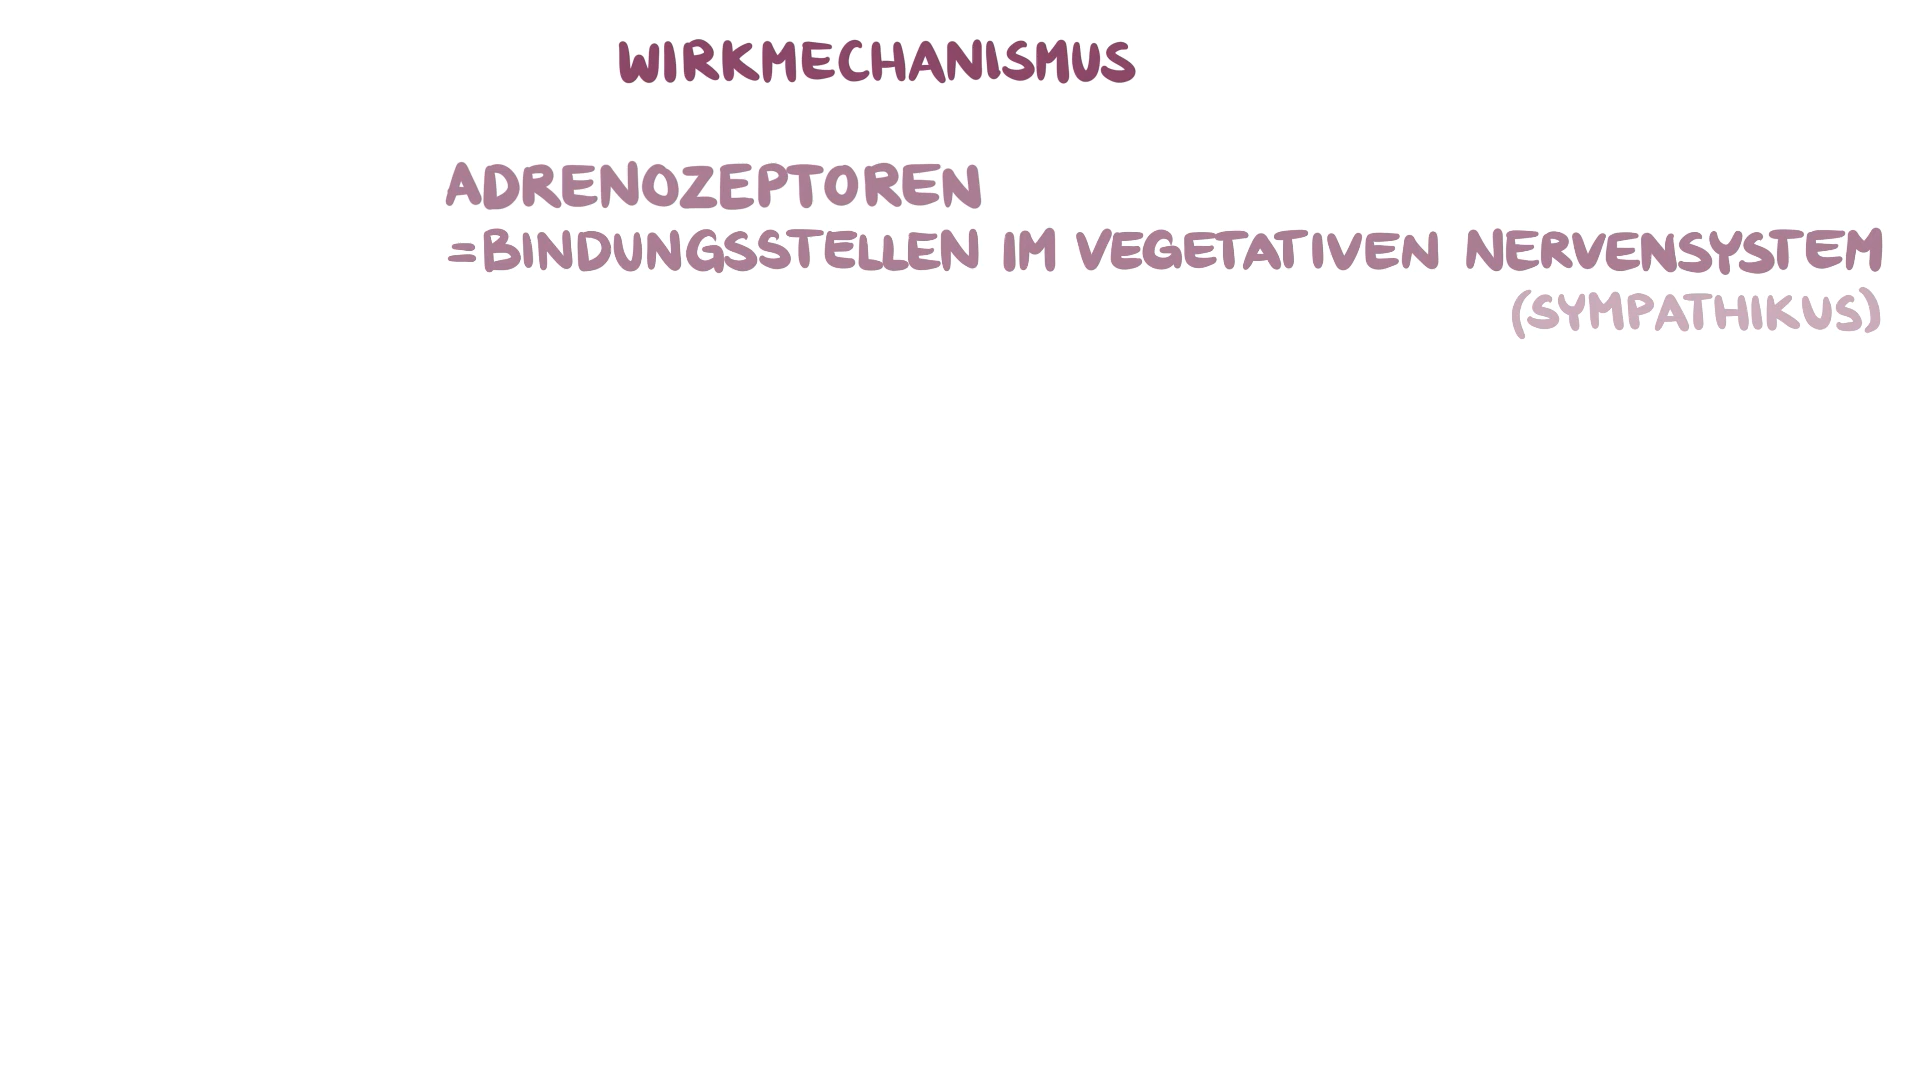 WIRKMECHANISMUS
ADRENOZEPTOREN
=BINDUNGSSTELLEN IM VEGETATIVEN NERVENSYSTEM
(SYMPATHIKUS)